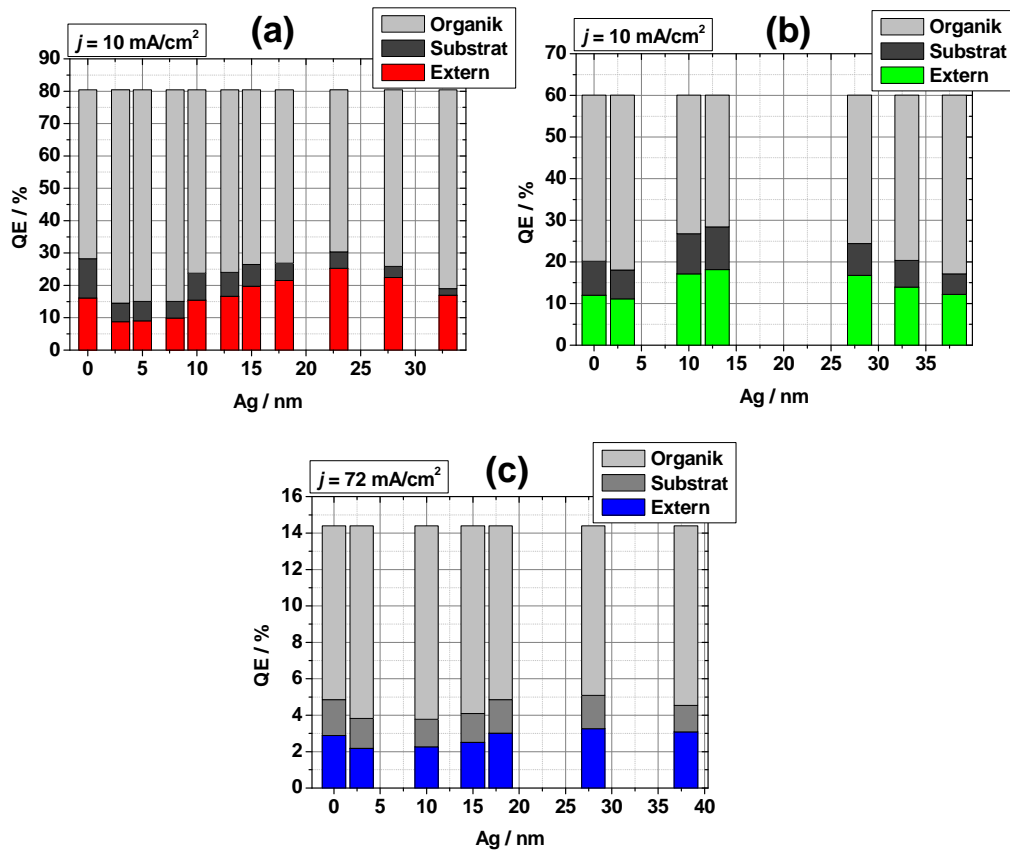 j = 10 mA/cm²
(a)
Organik
Substrat
Extern
90
80
70
60
50
40
30
20
10
0
QE / %
0 5 10 15 20 25 30
Ag / nm
j = 10 mA/cm²
(b)
Organik
Substrat
Extern
70
60
50
40
30
20
10
0
QE / %
0 5 10 15 20 25 30 35
Ag / nm
j = 72 mA/cm²
(c)
Organik
Substrat
Extern
16
14
12
10
8
6
4
2
0
QE / %
0 5 10 15 20 25 30 35 40
Ag / nm